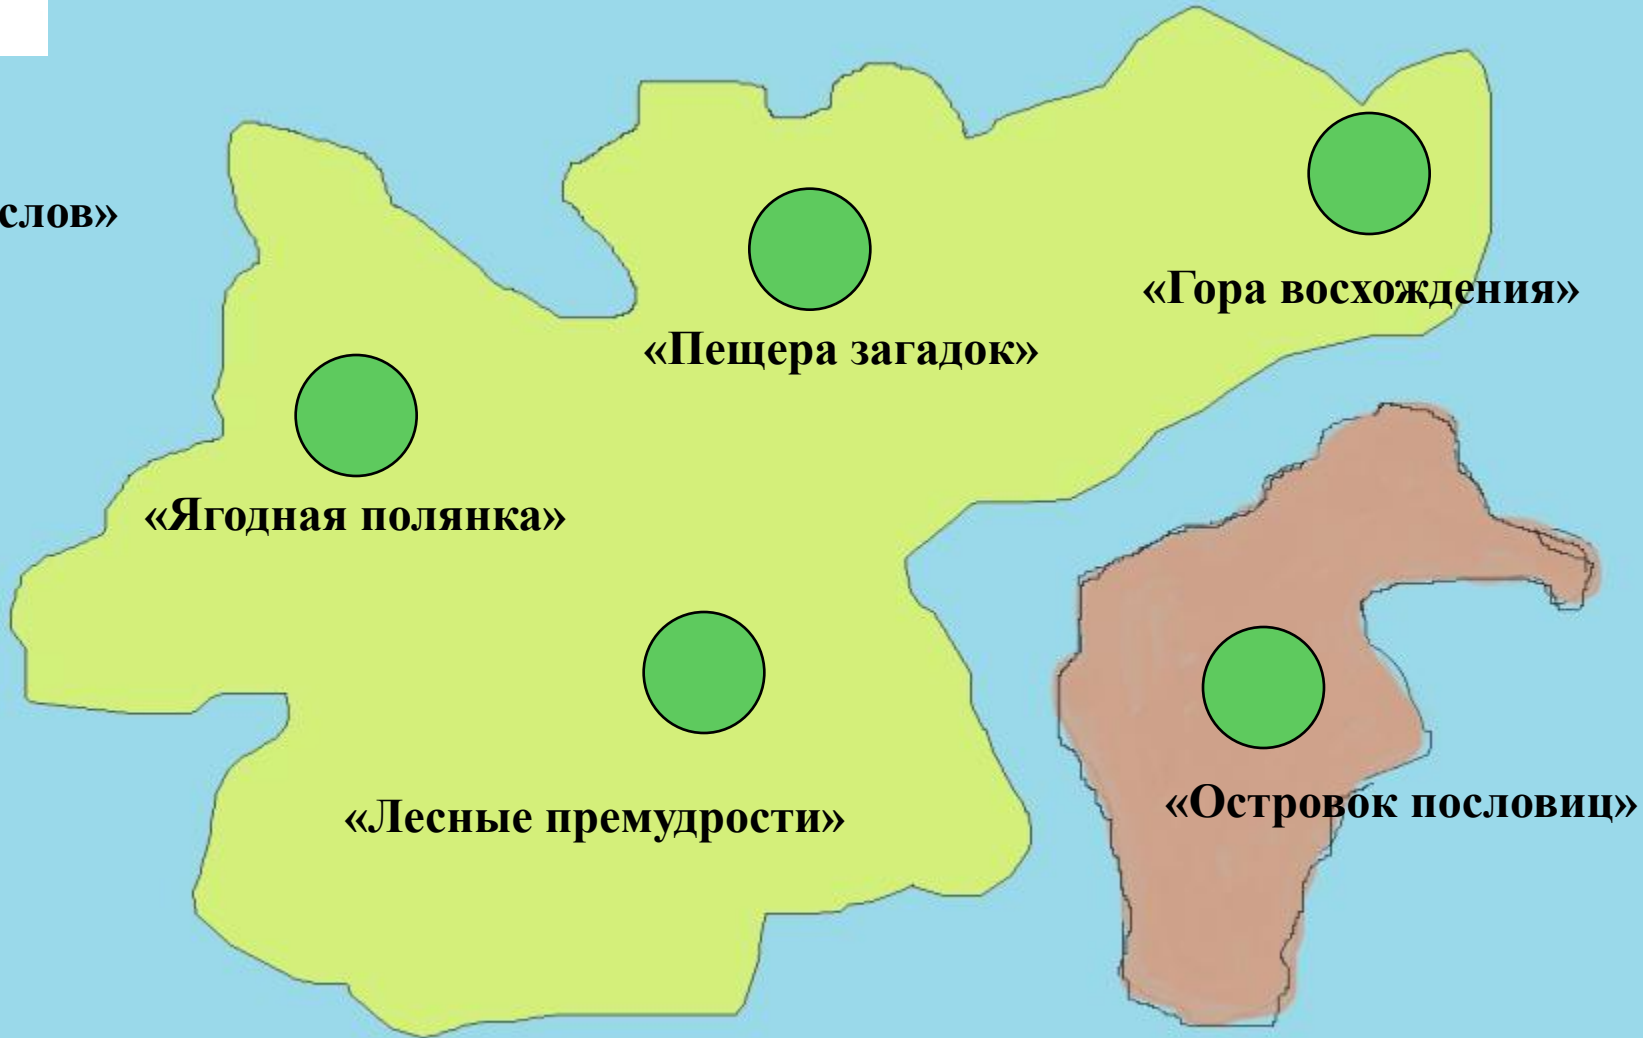 слов»
«Гора восхождения»
«Пещера загадок»
«Ягодная полянка»
«Лесные премудрости»
«Островок пословиц»